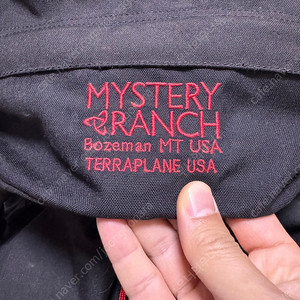 MYSTERY
RANCH
Bozeman MT USA
TERRAPLANE USA